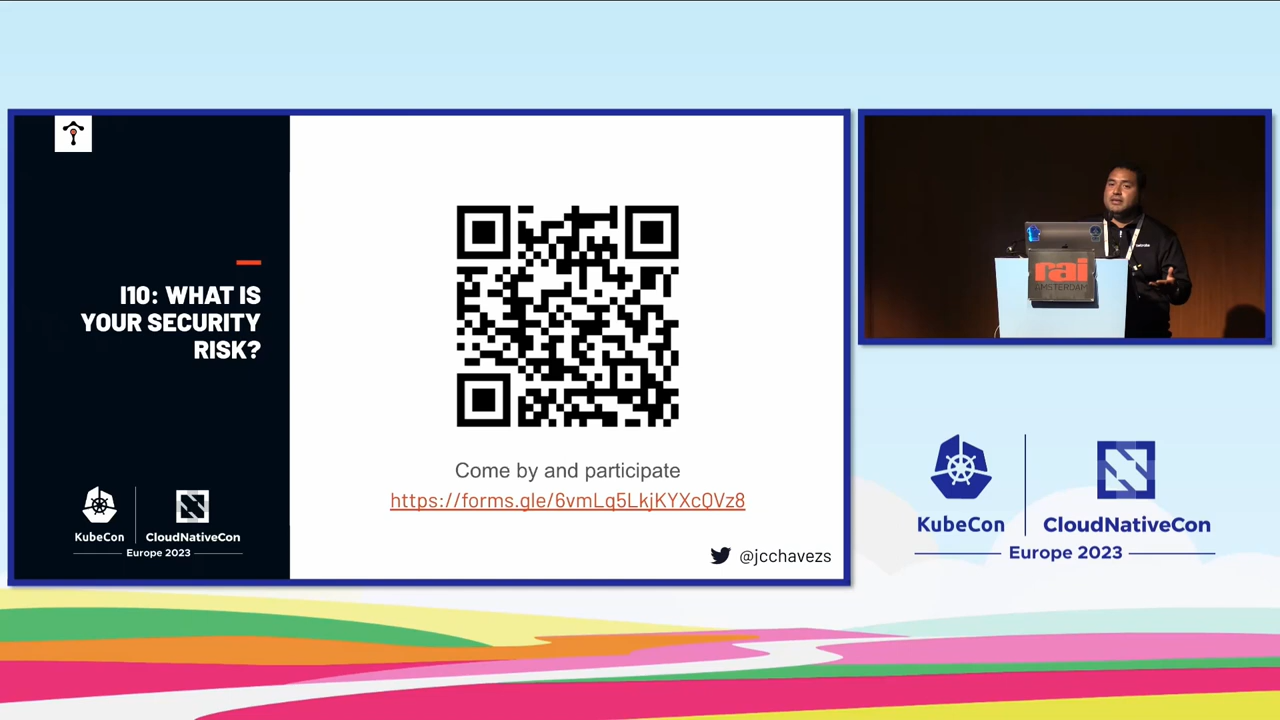 I10: WHAT IS
YOUR SECURITY
RISK?
Come by and participate
https://forms.gle/6vmLq5LkjKYXcQVz8
@jcchavezs
KubeCon
CloudNativeCon
Europe 2023
rai
AMSTERDAM
KubeCon
CloudNativeCon
Europe 2023